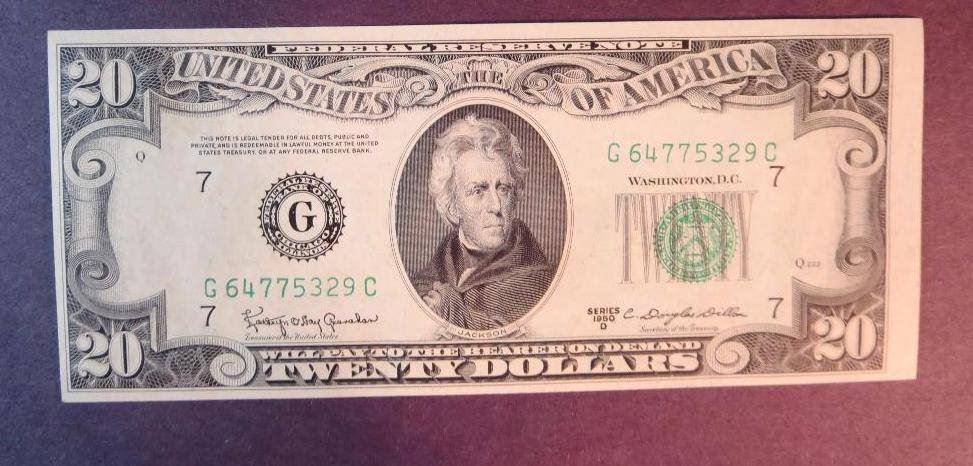 FEDERAL RESERVE NOTE
20 UNITED STATES THE OF AMERICA 20
THIS NOTE IS LEGAL TENDER FOR ALL DEBTS, PUBLIC AND
PRIVATE, AND IS REDEEMABLE IN LAWFUL MONEY AT THE UNITED
STATES TREASURY, OR AT ANY FEDERAL RESERVE BANK.
Q
G 64775329 C
WASHINGTON, D.C.
7 7
G
CHICAGO
G 64775329 C
7 7
SERIES
1950
D
C. Douglas Dillon
Treasurer of the United States
Secretary of the Treasury
JACKSON
WILL PAY TO THE BEARER ON DEMAND
20 TWENTY DOLLARS 20